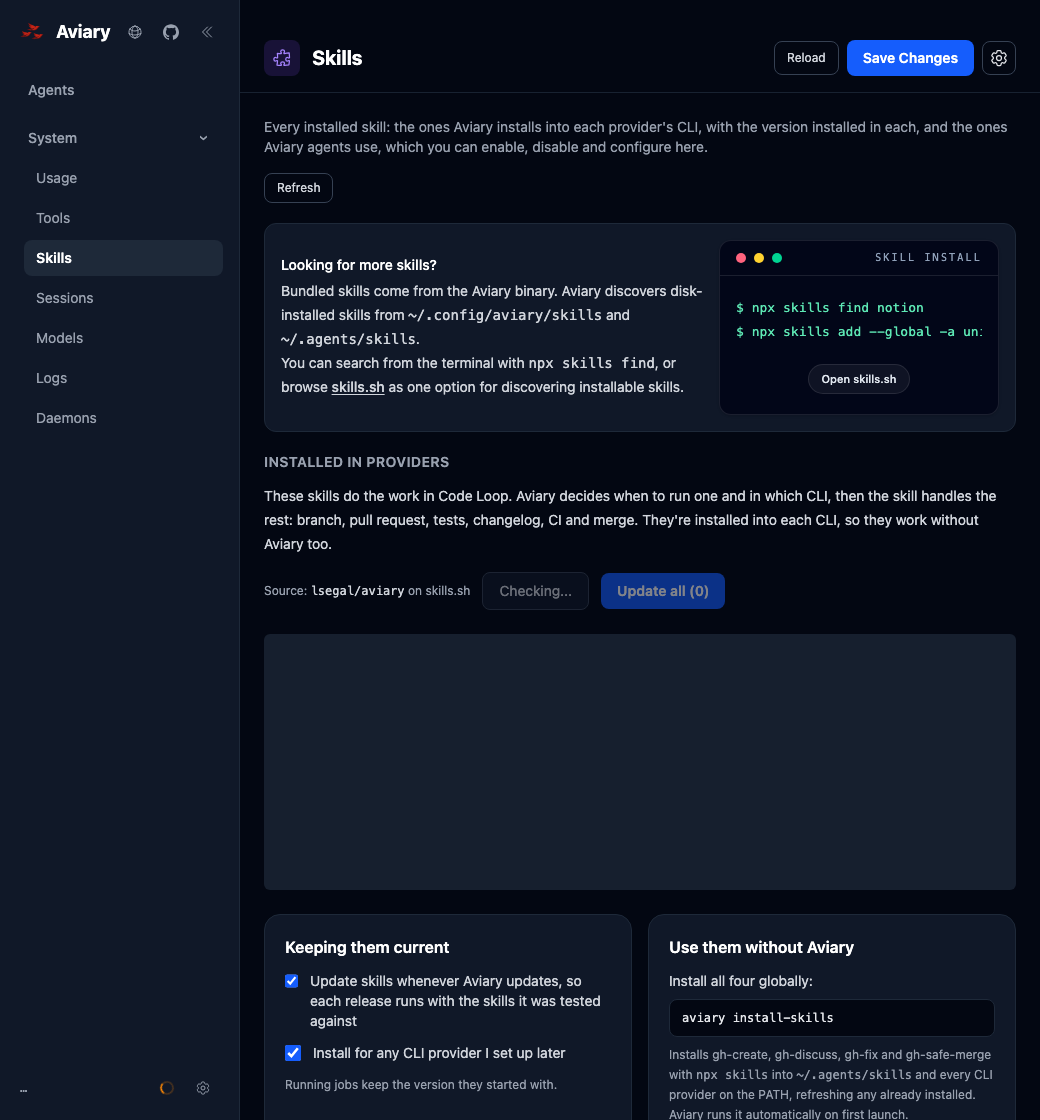 Aviary
Agents
System
Usage
Tools
Skills
Sessions
Models
Logs
Daemons
…
Skills
Reload
Save Changes
Every installed skill: the ones Aviary installs into each provider's CLI, with the version installed in each, and the ones
Aviary agents use, which you can enable, disable and configure here.
Refresh
Looking for more skills?
Bundled skills come from the Aviary binary. Aviary discovers disk-
installed skills from ~/.config/aviary/skills and
~/.agents/skills.
You can search from the terminal with npx skills find, or
browse skills.sh as one option for discovering installable skills.
SKILL INSTALL
$ npx skills find notion
$ npx skills add --global -a uni
Open skills.sh
INSTALLED IN PROVIDERS
These skills do the work in Code Loop. Aviary decides when to run one and in which CLI, then the skill handles the
rest: branch, pull request, tests, changelog, CI and merge. They're installed into each CLI, so they work without
Aviary too.
Source: lsegal/aviary on skills.sh
Checking...
Update all (0)
Keeping them current
Update skills whenever Aviary updates, so
each release runs with the skills it was tested
against
Install for any CLI provider I set up later
Running jobs keep the version they started with.
Use them without Aviary
Install all four globally:
aviary install-skills
Installs gh-create, gh-discuss, gh-fix and gh-safe-merge
with npx skills into ~/.agents/skills and every CLI
provider on the PATH, refreshing any already installed.
Aviary runs it automatically on first launch.